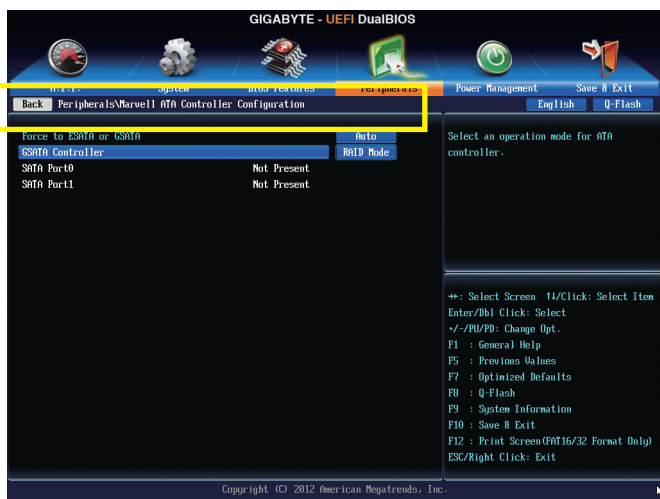 GIGABYTE - UEFI DualBIOS
M.I.T. System BIOS Features Peripherals Power Management Save & Exit
Back Peripherals\Marvell ATA Controller Configuration English Q-Flash
Force to ESATA or GSATA Auto
GSATA Controller RAID Mode
SATA Port0 Not Present
SATA Port1 Not Present
Select an operation mode for ATA
controller.
→←: Select Screen ↑↓/Click: Select Item
Enter/Dbl Click: Select
+/-/PU/PD: Change Opt.
F1 : General Help
F5 : Previous Values
F7 : Optimized Defaults
F8 : Q-Flash
F9 : System Information
F10 : Save & Exit
F12 : Print Screen(FAT16/32 Format Only)
ESC/Right Click: Exit
Copyright (C) 2012 American Megatrends, Inc.